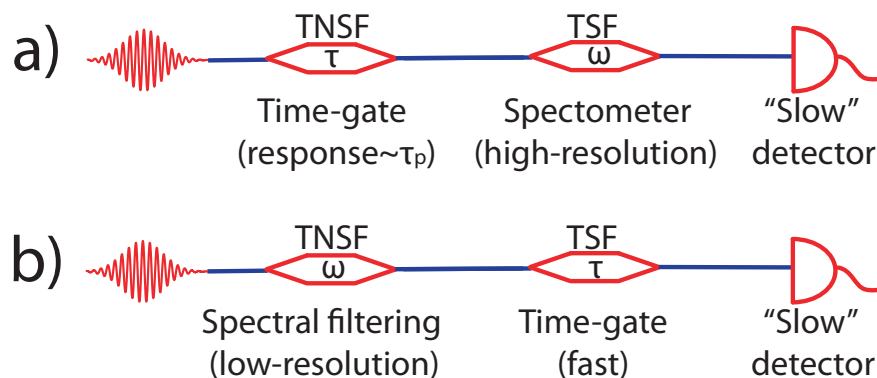 a)
TNSF
TSF
τ
ω
Time-gate
Spectometer
“Slow”
(response~τₚ)
(high-resolution)
detector
b)
TNSF
TSF
ω
τ
Spectral filtering
Time-gate
“Slow”
(low-resolution)
(fast)
detector